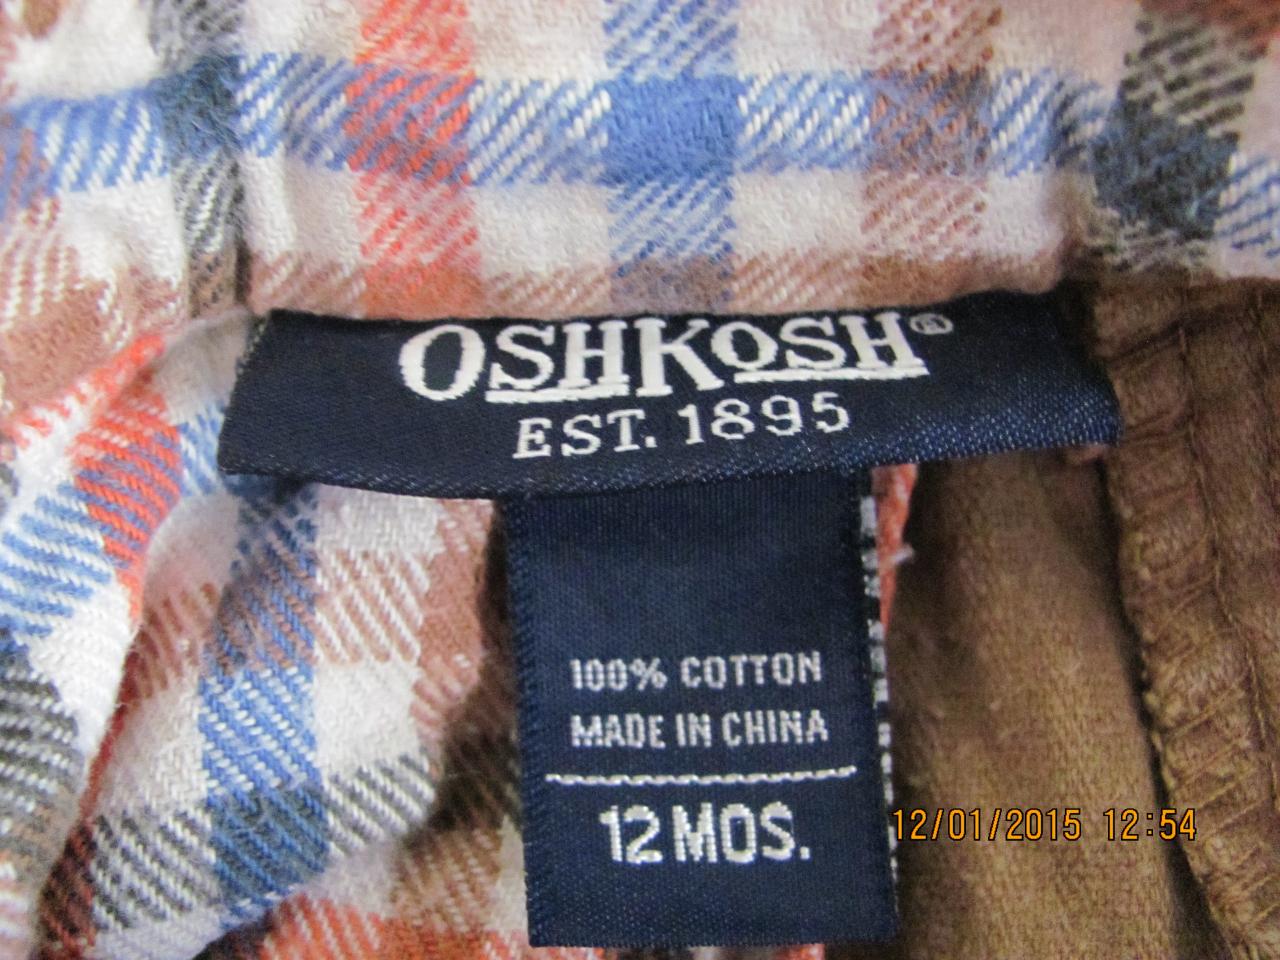 OSHKOSH®
EST. 1895
100% COTTON
MADE IN CHINA
12 MOS.
12/01/2015 12:54